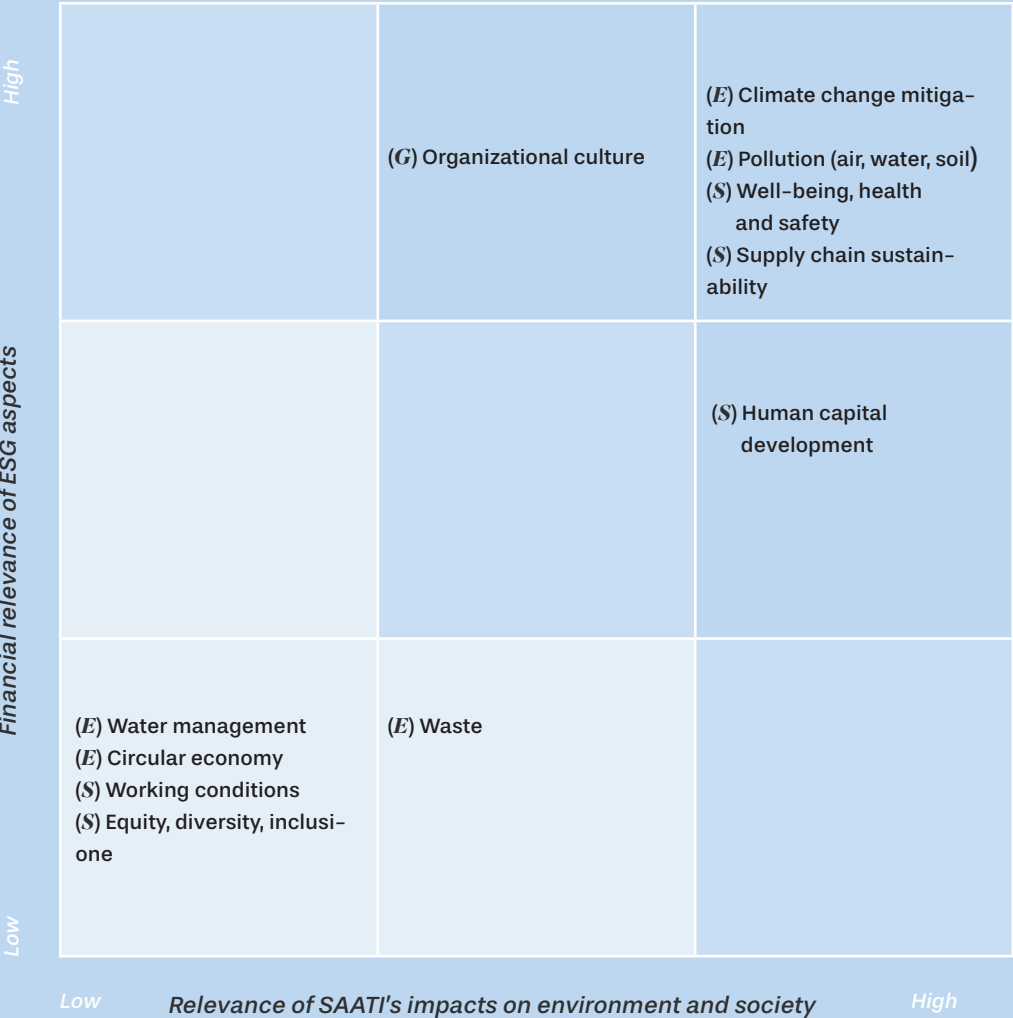 High
(G) Organizational culture
(E) Climate change mitiga-
tion
(E) Pollution (air, water, soil)
(S) Well-being, health
and safety
(S) Supply chain sustain-
ability
Financial relevance of ESG aspects
(S) Human capital
development
(E) Water management
(E) Circular economy
(S) Working conditions
(S) Equity, diversity, inclusi-
one
(E) Waste
Low
Low
Relevance of SAATI's impacts on environment and society
High